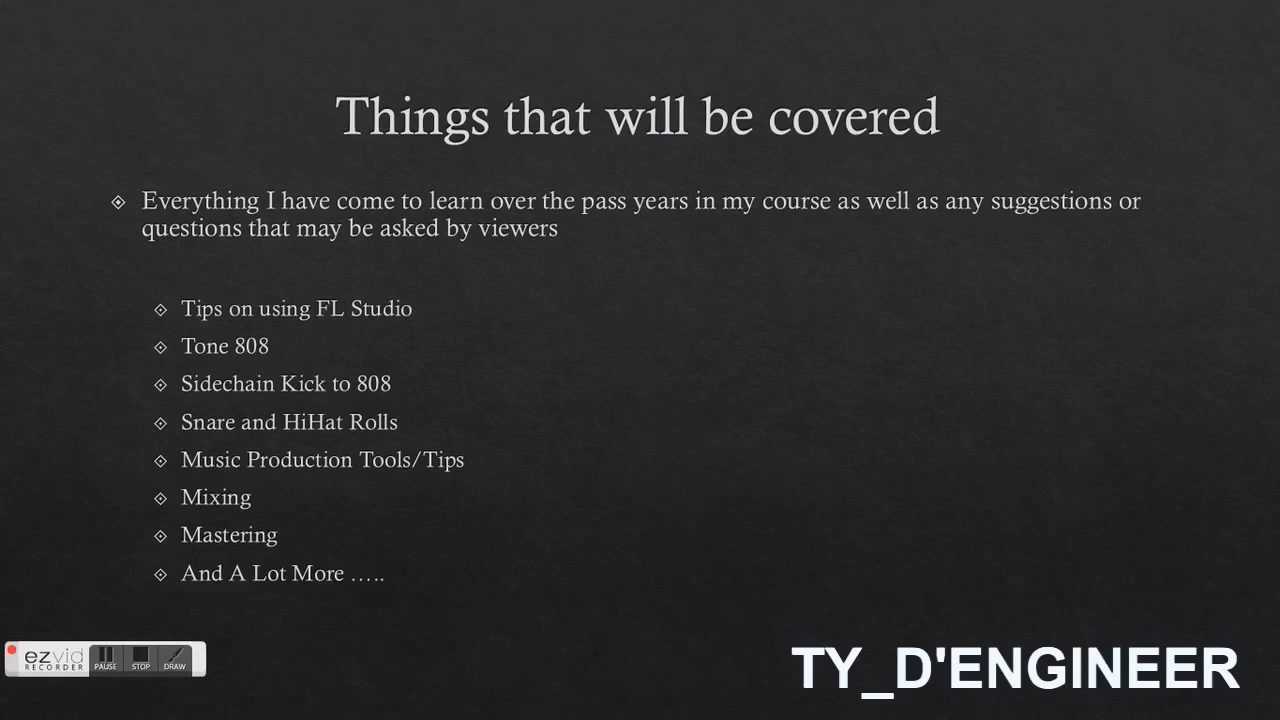 Things that will be covered
Everything I have come to learn over the pass years in my course as well as any suggestions or
questions that may be asked by viewers
Tips on using FL Studio
Tone 808
Sidechain Kick to 808
Snare and HiHat Rolls
Music Production Tools/Tips
Mixing
Mastering
And A Lot More …..
ezvid
RECORDER
PAUSE STOP DRAW
TY_D'ENGINEER